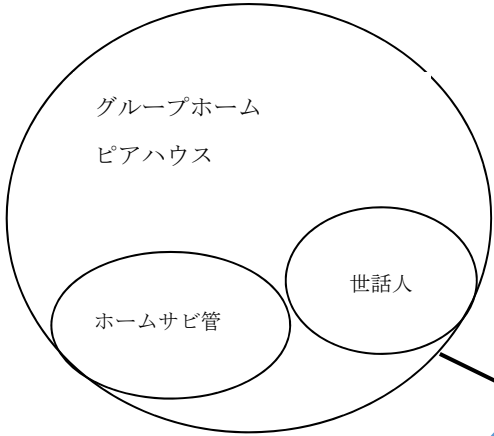 グループホーム
ピアハウス
世話人
ホームサビ管